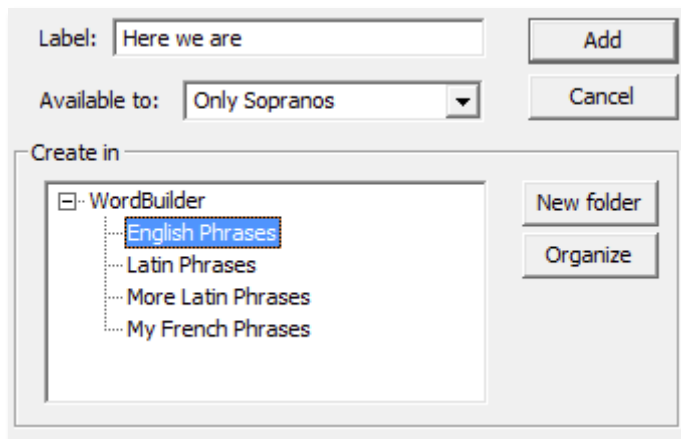 Label: Here we are Add
Available to: Only Sopranos Cancel
Create in
WordBuilder New folder
English Phrases
Latin Phrases Organize
More Latin Phrases
My French Phrases